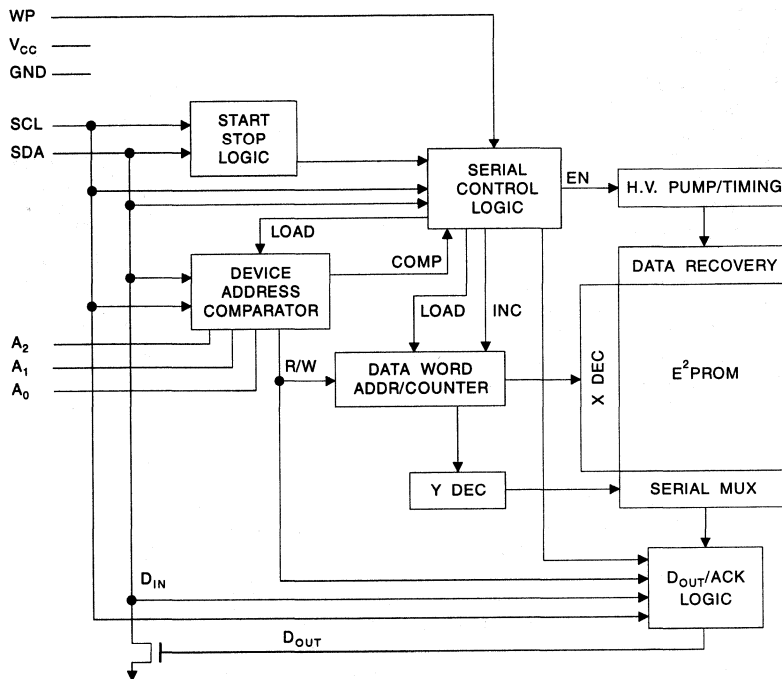 WP
VCC
GND
SCL
SDA
START
STOP
LOGIC
SERIAL
CONTROL
LOGIC
EN
H.V. PUMP/TIMING
LOAD
COMP
DEVICE
ADDRESS
COMPARATOR
DATA RECOVERY
LOAD
INC
A2
A1
A0
R/W
DATA WORD
ADDR/COUNTER
X DEC
E²PROM
Y DEC
SERIAL MUX
DIN
DOUT/ACK
LOGIC
DOUT